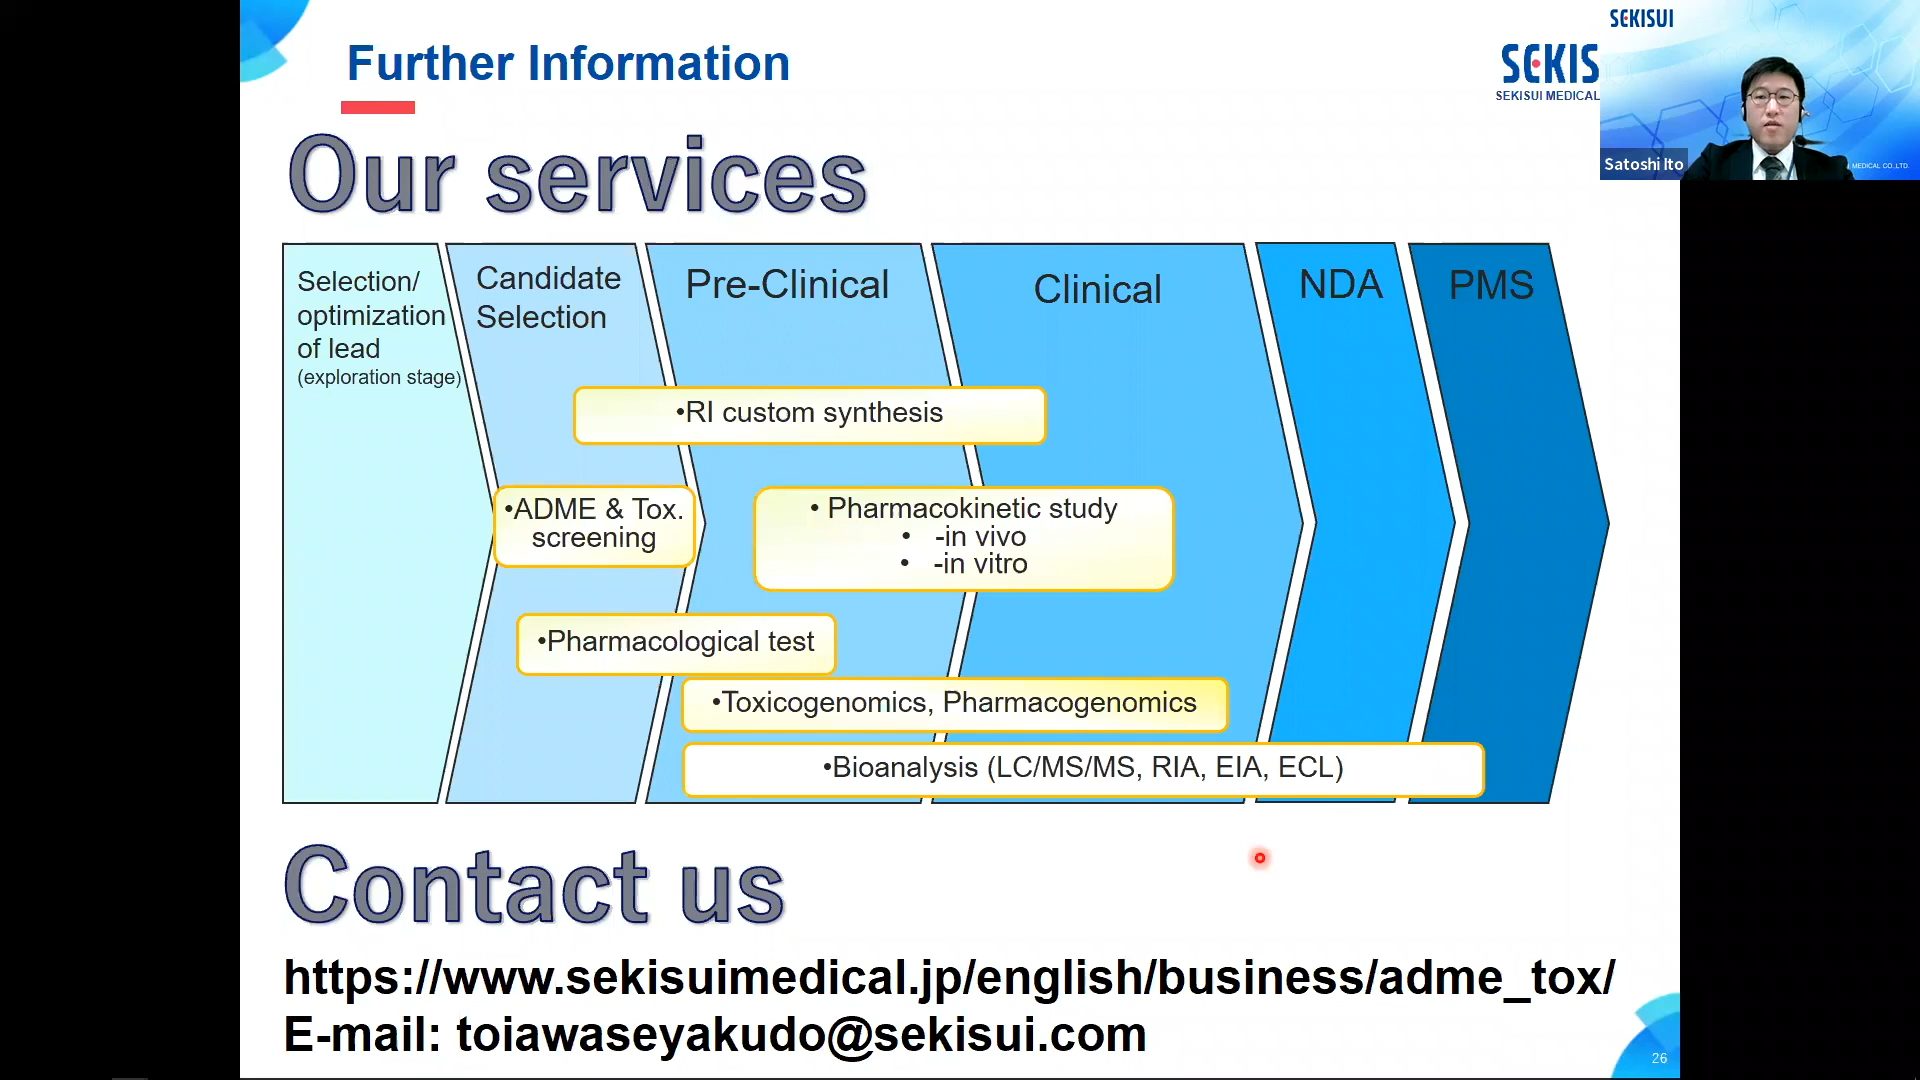 Further Information
SEKISUI
SEKIS
SEKISUI MEDICAL
Satoshi Ito
MEDICAL CO.,LTD.
Our services
Selection/
optimization
of lead
(exploration stage)
Candidate
Selection
Pre-Clinical
Clinical
NDA
PMS
•RI custom synthesis
•ADME & Tox.
screening
• Pharmacokinetic study
• -in vivo
• -in vitro
•Pharmacological test
•Toxicogenomics, Pharmacogenomics
•Bioanalysis (LC/MS/MS, RIA, EIA, ECL)
Contact us
https://www.sekisuimedical.jp/english/business/adme_tox/
E-mail: toiawaseyakudo@sekisui.com
26